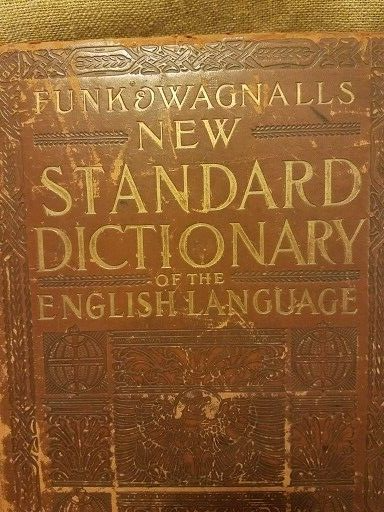 FUNK & WAGNALLS
NEW
STANDARD
DICTIONARY
OF THE
ENGLISH LANGUAGE